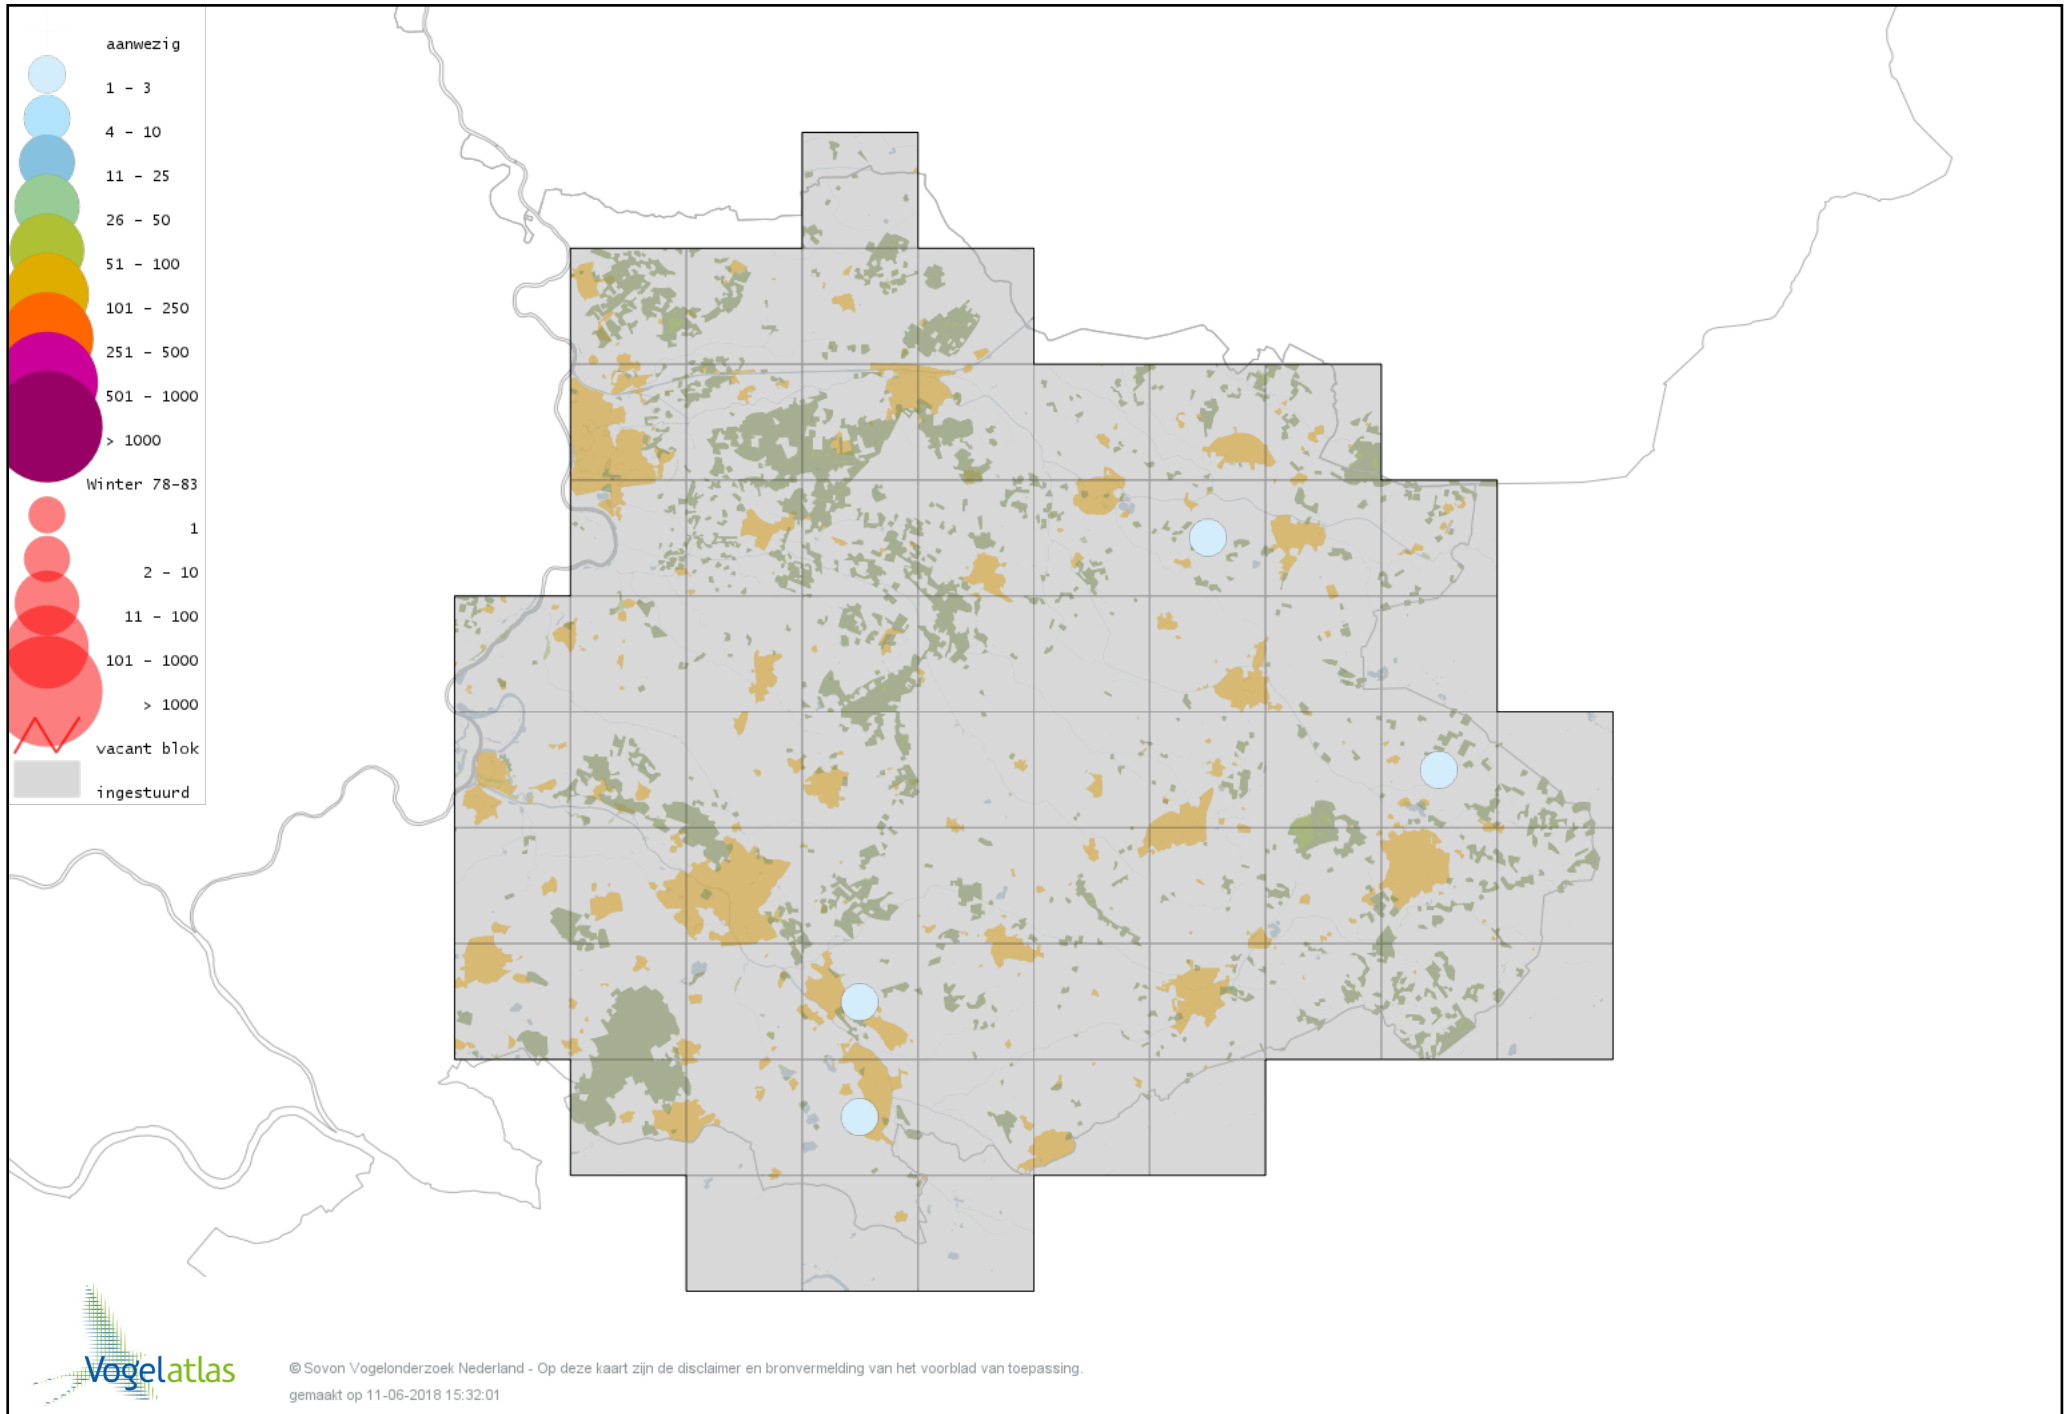 aanwezig
1 - 3
4 - 10
11 - 25
26 - 50
51 - 100
101 - 250
251 - 500
501 - 1000
> 1000
Winter 78-83
1
2 - 10
11 - 100
101 - 1000
> 1000
vacant blok
ingestuurd
Vogelatlas
© Sovon Vogelonderzoek Nederland - Op deze kaart zijn de disclaimer en bronvermelding van het voorblad van toepassing.
gemaakt op 11-06-2018 15:32:01